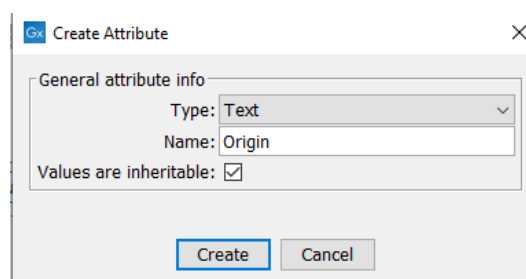 Gx Create Attribute
General attribute info
Type: Text
Name: Origin
Values are inheritable:
Create Cancel